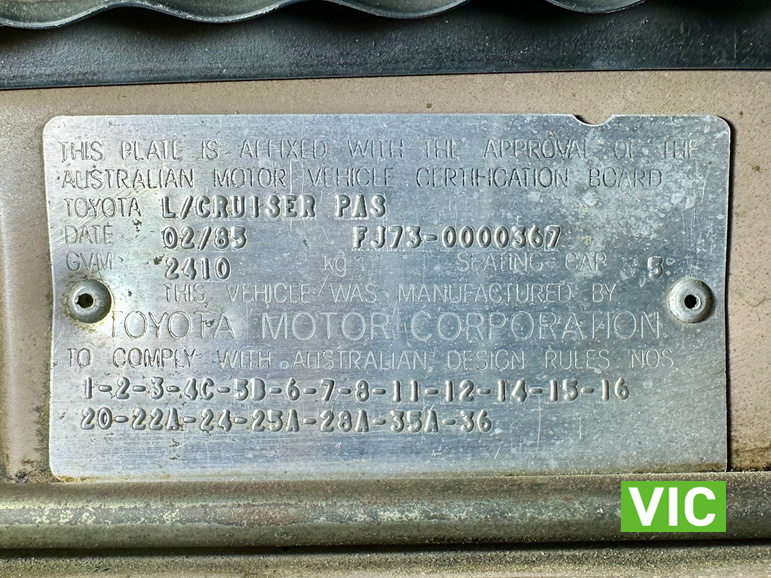 THIS PLATE IS AFFIXED WITH THE APPROVAL OF THE
AUSTRALIAN MOTOR VEHICLE CERTIFICATION BOARD
TOYOTA L/CRUISER PAS
DATE 02/85 FJ73-0000367
GVM 2410 kg SEATING CAP 5
THIS VEHICLE WAS MANUFACTURED BY
TOYOTA MOTOR CORPORATION
TO COMPLY WITH AUSTRALIAN DESIGN RULES NOS
1-2-3-4C-5B-6-7-8-11-12-14-15-16
20-22A-24-25A-28A-35A-36
VIC